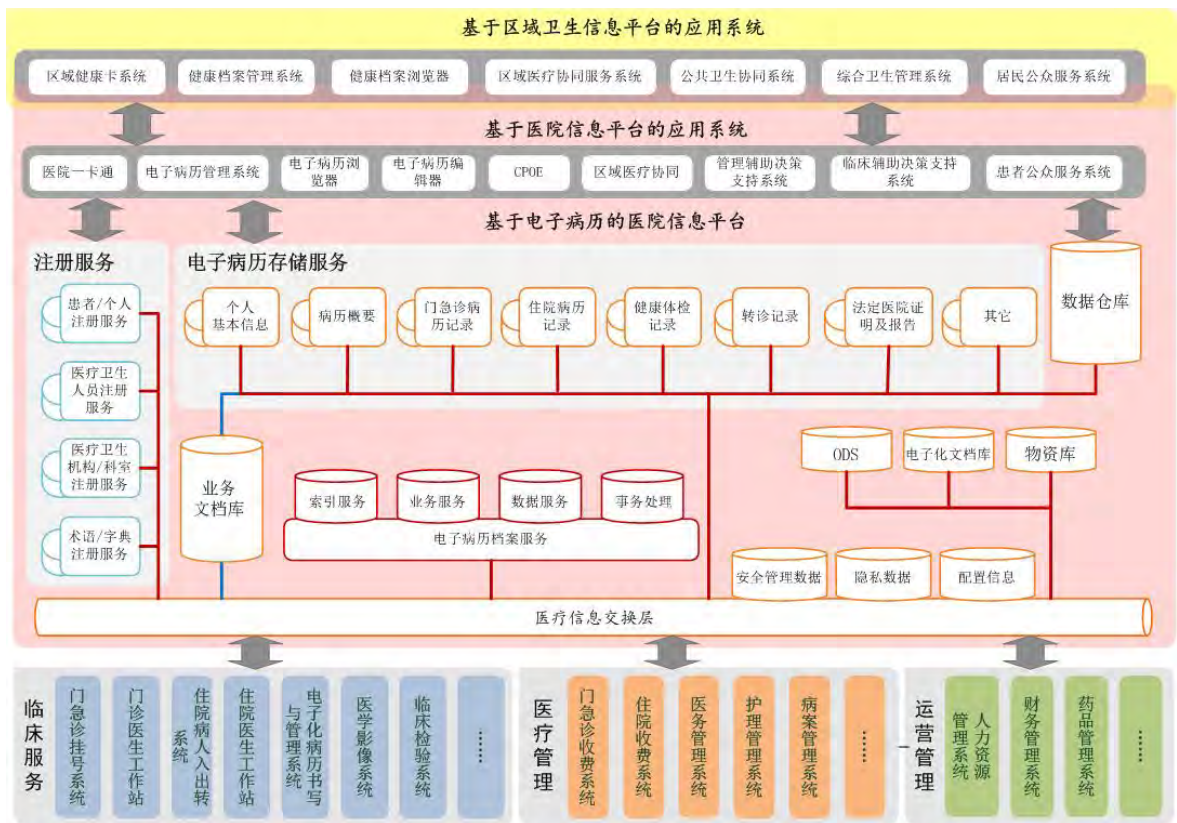 基于区域卫生信息平台的应用系统
区域健康卡系统
健康档案管理系统
健康档案浏览器
区域医疗协同服务系统
公共卫生协同系统
综合卫生管理系统
居民公众服务系统
基于医院信息平台的应用系统
医院一卡通
电子病历管理系统
电子病历浏
览器
电子病历编
辑器
CPOE
区域医疗协同
管理辅助决策
支持系统
临床辅助决策支持
系统
患者公众服务系统
基于电子病历的医院信息平台
注册服务
患者/个人
注册服务
医疗卫生
人员注册
服务
医疗卫生
机构/科室
注册服务
术语/字典
注册服务
电子病历存储服务
个人
基本信息
病历概要
门急诊病
历记录
住院病历
记录
健康体检
记录
转诊记录
法定医院证
明及报告
其它
数据仓库
业务
文档库
索引服务
业务服务
数据服务
事务处理
电子病历档案服务
ODS
电子化文档库
物资库
安全管理数据
隐私数据
配置信息
医疗信息交换层
临床服务
门急诊挂号系统
门诊医生工作站
住院病人入出转
系统
住院医生工作站
电子化病历书写
与管理系统
医学影像系统
临床检验系统
……
医疗管理
门急诊收费系统
住院收费系统
医务管理系统
护理管理系统
病案管理系统
……
运营管理
人力资源
管理系统
财务管理系统
药品管理系统
……